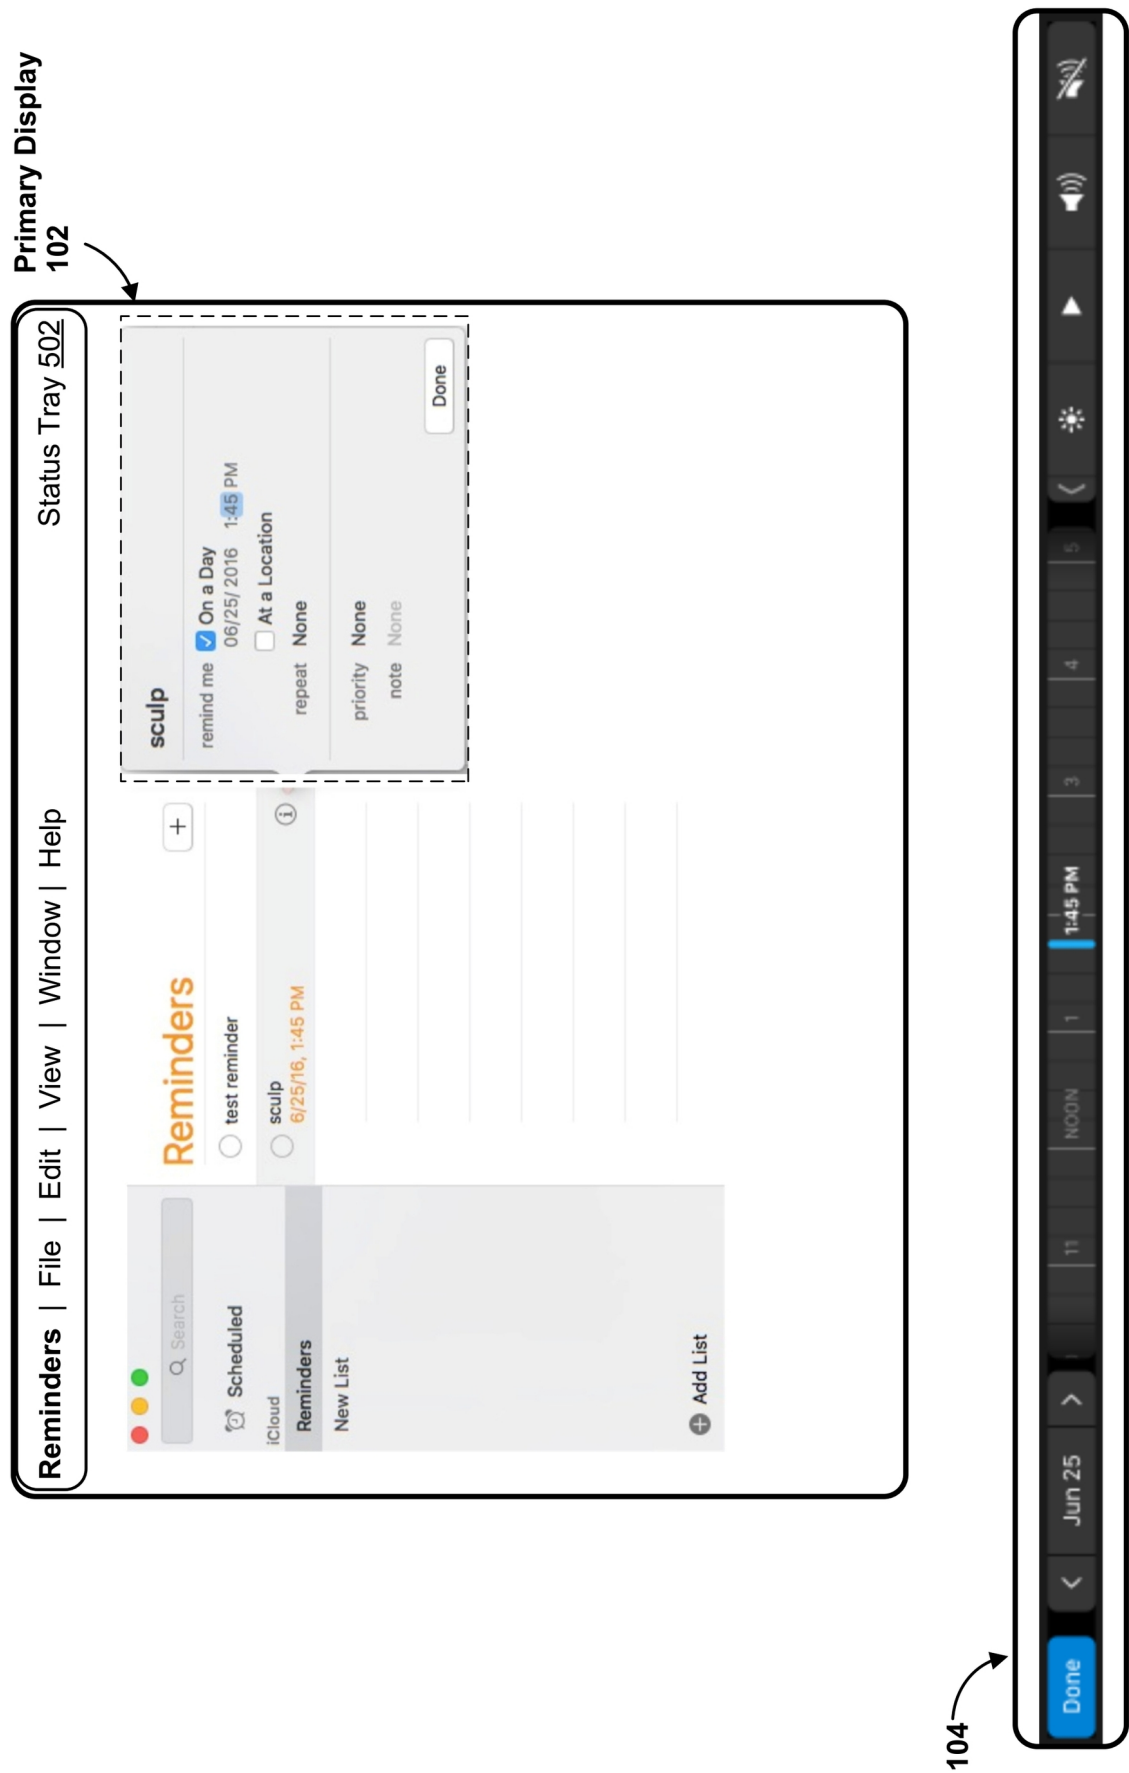 Primary Display
102
Reminders | File | Edit | View | Window | Help
Status Tray 502
Search
Scheduled
iCloud
Reminders
New List
Add List
Reminders
+
test reminder
sculp
6/25/16, 1:45 PM
sculp
remind me On a Day
06/25/ 2016 1:45 PM
At a Location
repeat None
priority None
note None
Done
104
Done
Jun 25
11 NOON 1 1:45 PM 3 4 5